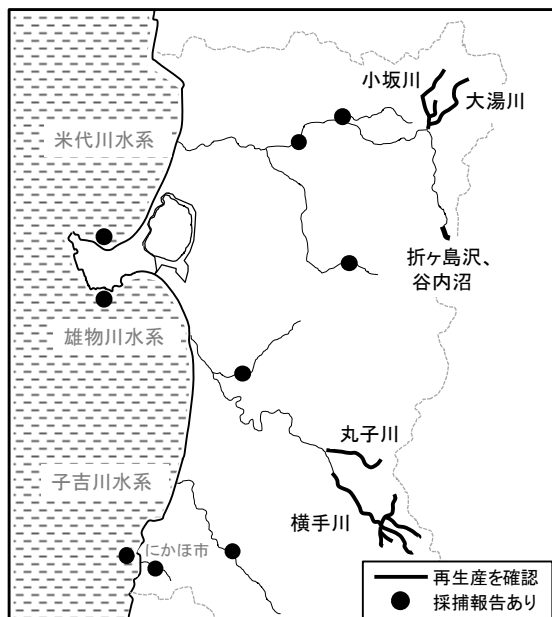 小坂川
大湯川
米代川水系
折ヶ島沢、
谷内沼
雄物川水系
丸子川
子吉川水系
横手川
にかほ市
再生産を確認
採捕報告あり